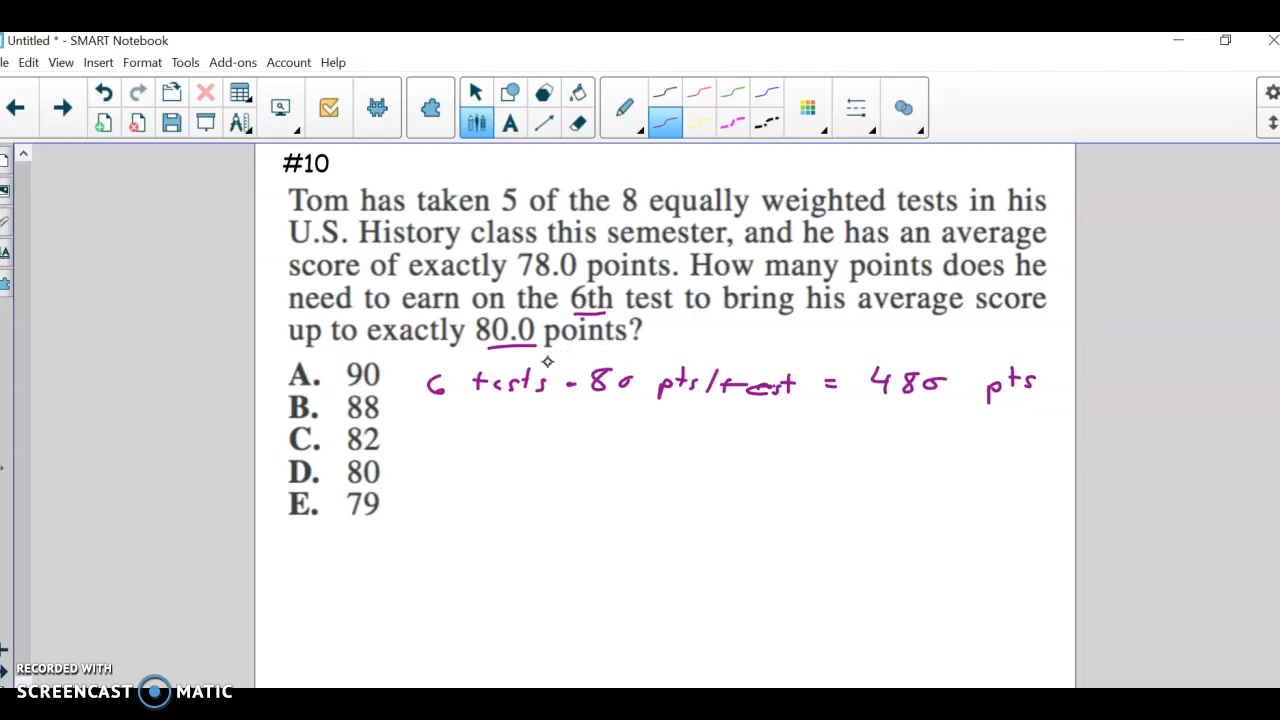 Untitled * - SMART Notebook
le Edit View Insert Format Tools Add-ons Account Help
#10
Tom has taken 5 of the 8 equally weighted tests in his
U.S. History class this semester, and he has an average
score of exactly 78.0 points. How many points does he
need to earn on the 6th test to bring his average score
up to exactly 80.0 points?
A. 90
6 tests · 80 pts/test = 480 pts
B. 88
C. 82
D. 80
E. 79
RECORDED WITH
SCREENCAST MATIC